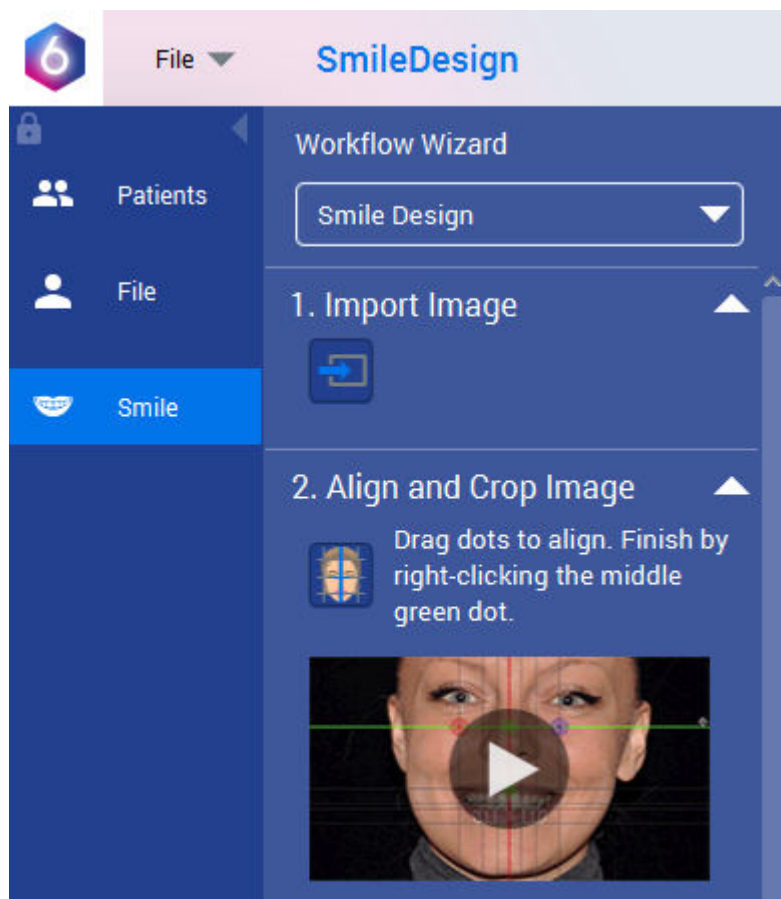 6
File
SmileDesign
Workflow Wizard
Patients
Smile Design
File
1. Import Image
Smile
2. Align and Crop Image
Drag dots to align. Finish by
right-clicking the middle
green dot.